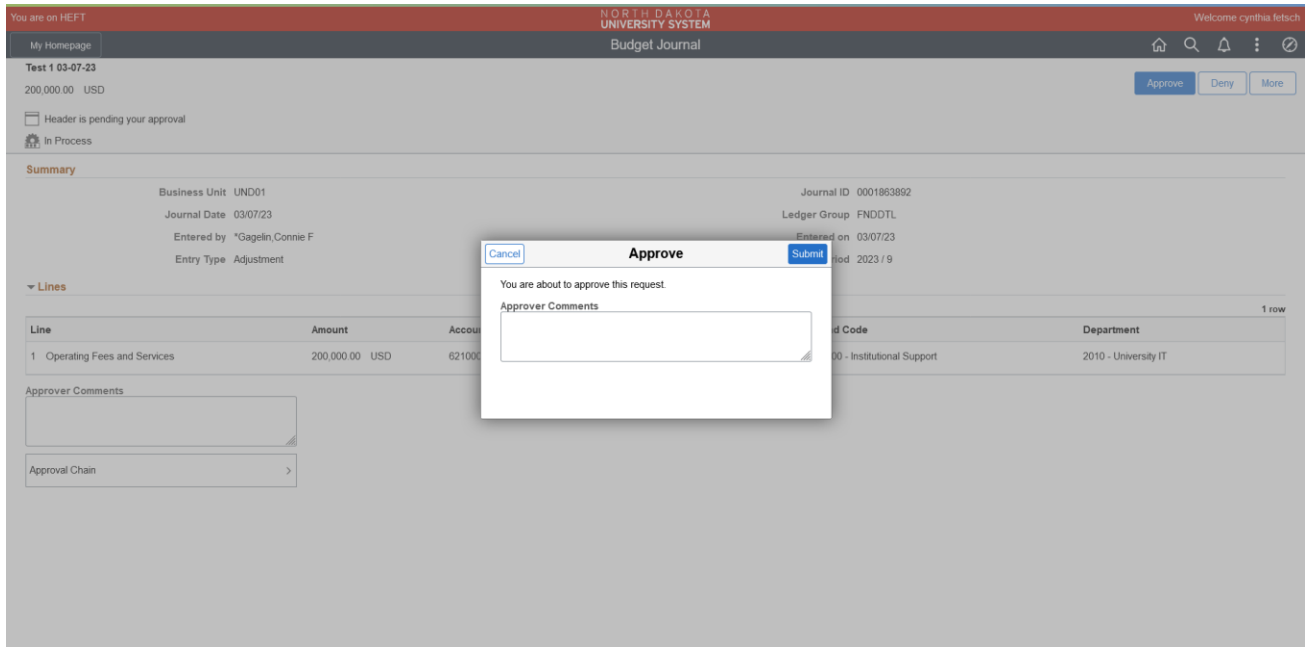 You are on HEFT
NORTH DAKOTA
UNIVERSITY SYSTEM
Welcome cynthia.fetsch
My Homepage
Budget Journal
Test 1 03-07-23
200,000.00 USD
Approve Deny More
Header is pending your approval
In Process
Summary
Business Unit UND01
Journal ID 0001863892
Journal Date 03/07/23
Ledger Group FNDDTL
Entered by *Gagelin,Connie F
Entered on 03/07/23
Entry Type Adjustment
2023 / 9
Cancel Approve Submit
You are about to approve this request.
Approver Comments
Lines
1 row
Line Amount Code Department
1 Operating Fees and Services 200,000.00 USD 621000 - Institutional Support 2010 - University IT
Approver Comments
Approval Chain